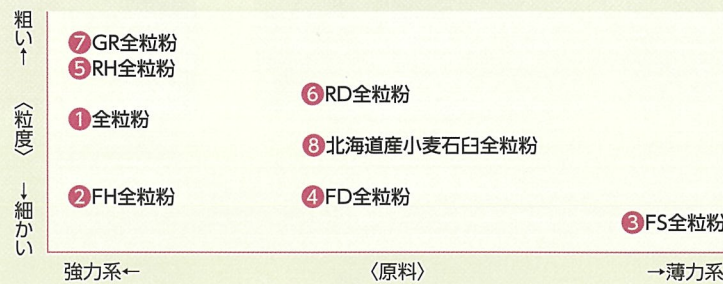 粗い←
〈粒度〉
→細かい
⑦GR全粒粉
⑤RH全粒粉
⑥RD全粒粉
①全粒粉
⑧北海道産小麦石臼全粒粉
②FH全粒粉
④FD全粒粉
③FS全粒粉
強力系←
〈原料〉
→薄力系